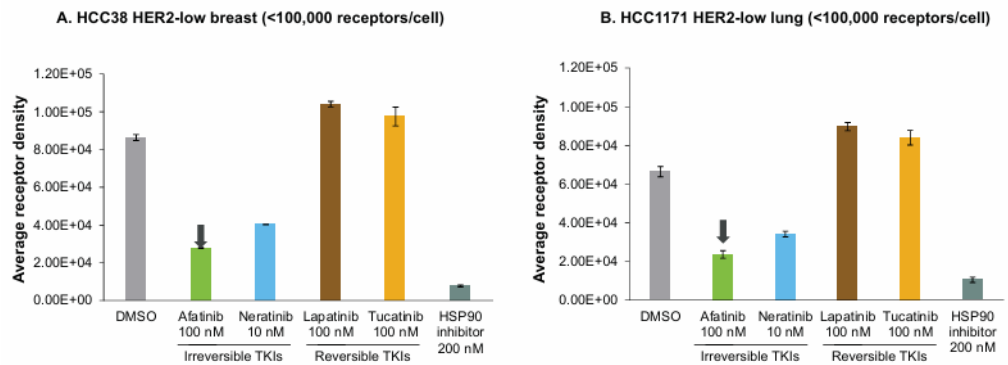 A. HCC38 HER2-low breast (<100,000 receptors/cell)
Average receptor density
1.20E+05
1.00E+05
8.00E+04
6.00E+04
4.00E+04
2.00E+04
0.00E+00
DMSO
Afatinib
100 nM
Neratinib
10 nM
Lapatinib
100 nM
Tucatinib
100 nM
HSP90
inhibitor
200 nM
Irreversible TKIs
Reversible TKIs
B. HCC1171 HER2-low lung (<100,000 receptors/cell)
Average receptor density
1.20E+05
1.00E+05
8.00E+04
6.00E+04
4.00E+04
2.00E+04
0.00E+00
DMSO
Afatinib
100 nM
Neratinib
10 nM
Lapatinib
100 nM
Tucatinib
100 nM
HSP90
inhibitor
200 nM
Irreversible TKIs
Reversible TKIs